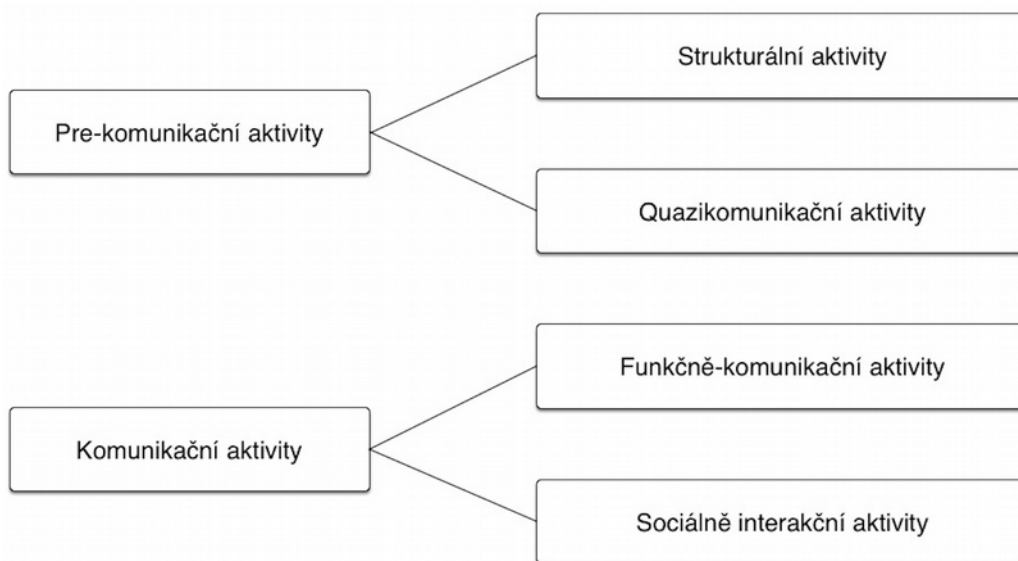 Strukturální aktivity
Pre-komunikační aktivity
Quazikomunikační aktivity
Funkčně-komunikační aktivity
Komunikační aktivity
Sociálně interakční aktivity